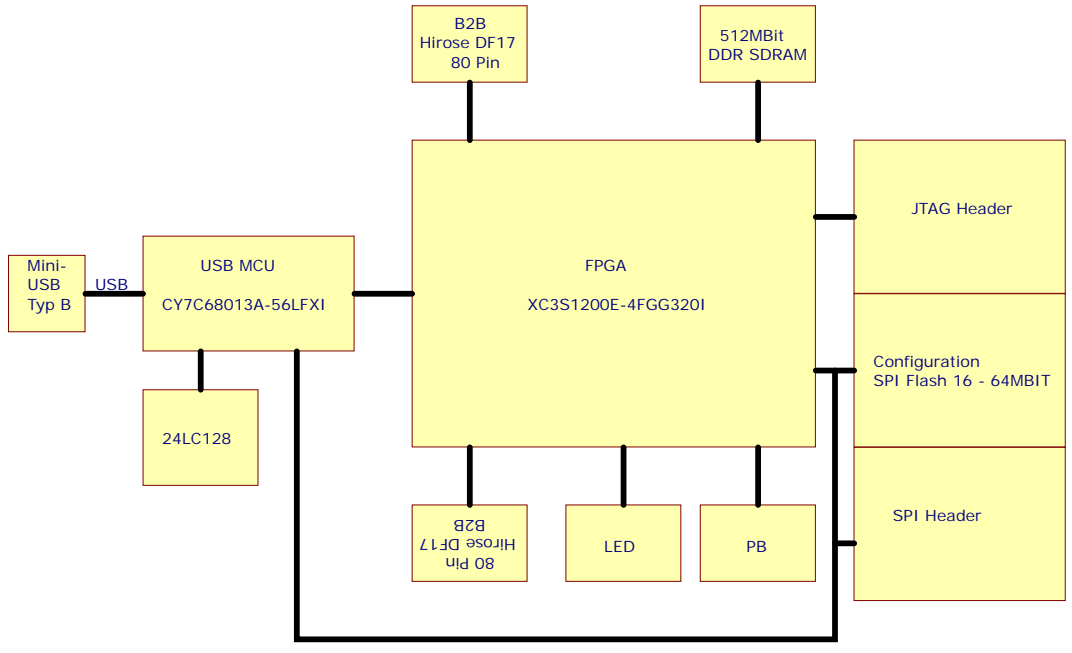 B2B
Hirose DF17
80 Pin
512MBit
DDR SDRAM
JTAG Header
Mini-
USB
Typ B
USB
USB MCU
CY7C68013A-56LFXI
FPGA
XC3S1200E-4FGG320I
Configuration
SPI Flash 16 - 64MBIT
24LC128
B2B
Hirose DF17
80 Pin
LED
PB
SPI Header